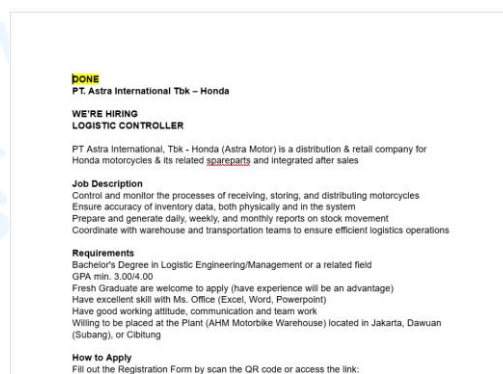 DONE
PT. Astra International Tbk – Honda
WE'RE HIRING
LOGISTIC CONTROLLER
PT Astra International, Tbk - Honda (Astra Motor) is a distribution & retail company for
Honda motorcycles & its related spareparts and integrated after sales
Job Description
Control and monitor the processes of receiving, storing, and distributing motorcycles
Ensure accuracy of inventory data, both physically and in the system
Prepare and generate daily, weekly, and monthly reports on stock movement
Coordinate with warehouse and transportation teams to ensure efficient logistics operations
Requirements
Bachelor's Degree in Logistic Engineering/Management or a related field
GPA min. 3.00/4.00
Fresh Graduate are welcome to apply (have experience will be an advantage)
Have excellent skill with Ms. Office (Excel, Word, Powerpoint)
Have good working attitude, communication and team work
Willing to be placed at the Plant (AHM Motorbike Warehouse) located in Jakarta, Dawuan
(Subang), or Cibitung
How to Apply
Fill out the Registration Form by scan the QR code or access the link: